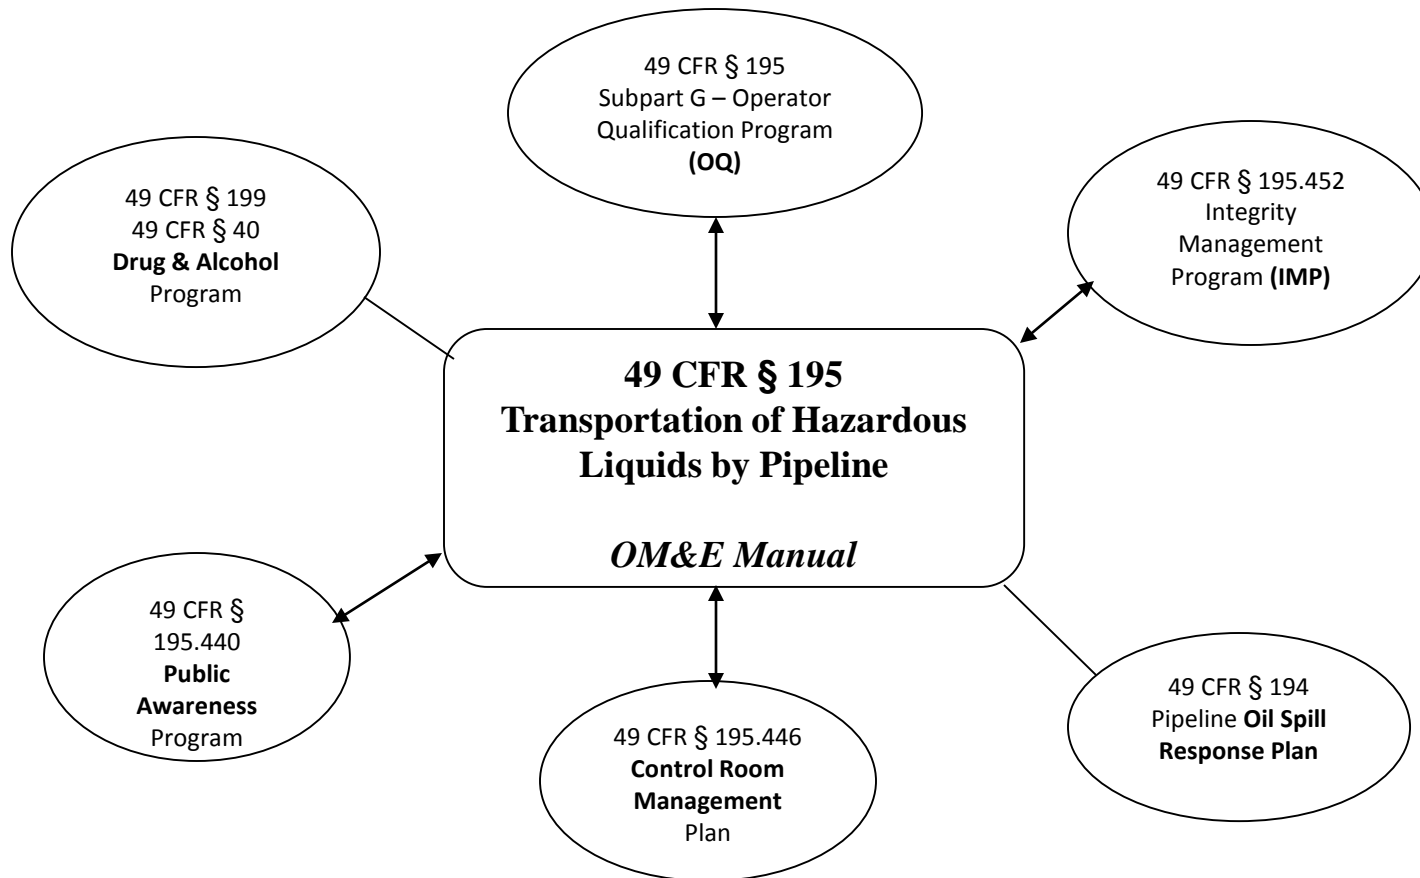 49 CFR § 195
Subpart G – Operator
Qualification Program
(OQ)
49 CFR § 199
49 CFR § 40
Drug & Alcohol
Program
49 CFR § 195.452
Integrity
Management
Program (IMP)
49 CFR § 195
Transportation of Hazardous
Liquids by Pipeline
OM&E Manual
49 CFR §
195.440
Public
Awareness
Program
49 CFR § 195.446
Control Room
Management
Plan
49 CFR § 194
Pipeline Oil Spill
Response Plan